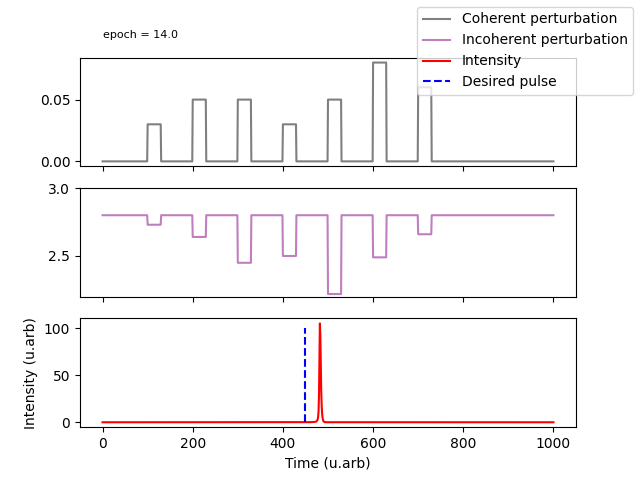 epoch = 14.0
Coherent perturbation
Incoherent perturbation
Intensity
Desired pulse
0.05
0.00
3.0
2.5
100
50
0
Intensity (u.arb)
0 200 400 600 800 1000
Time (u.arb)